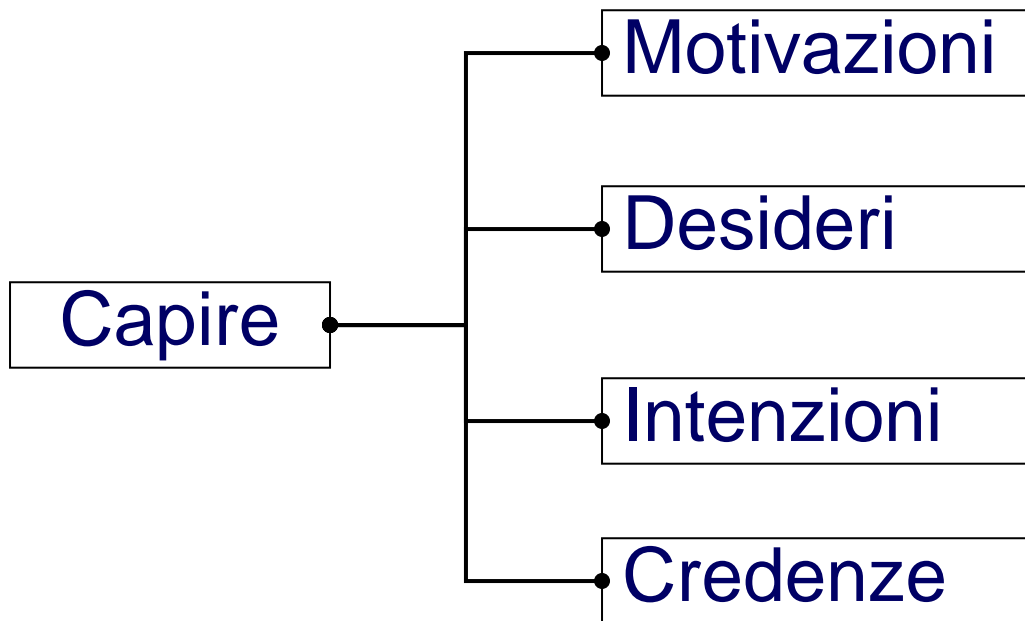 Motivazioni
Desideri
Capire
Intenzioni
Credenze